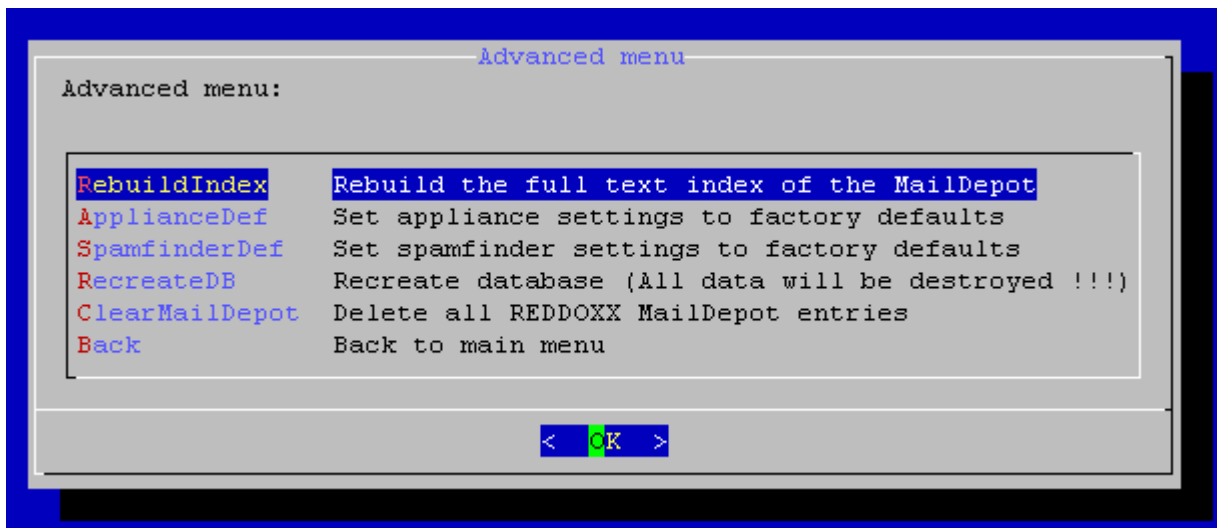 Advanced menu
Advanced menu:
RebuildIndex Rebuild the full text index of the MailDepot
ApplianceDef Set appliance settings to factory defaults
SpamfinderDef Set spamfinder settings to factory defaults
RecreateDB Recreate database (All data will be destroyed !!!)
ClearMailDepot Delete all REDDOXX MailDepot entries
Back Back to main menu
< OK >